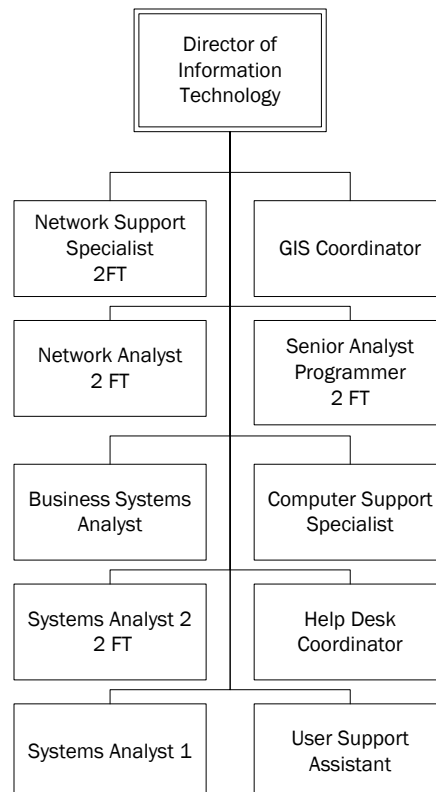 Director of
Information
Technology
Network Support
Specialist
2FT
GIS Coordinator
Network Analyst
2 FT
Senior Analyst
Programmer
2 FT
Business Systems
Analyst
Computer Support
Specialist
Systems Analyst 2
2 FT
Help Desk
Coordinator
Systems Analyst 1
User Support
Assistant